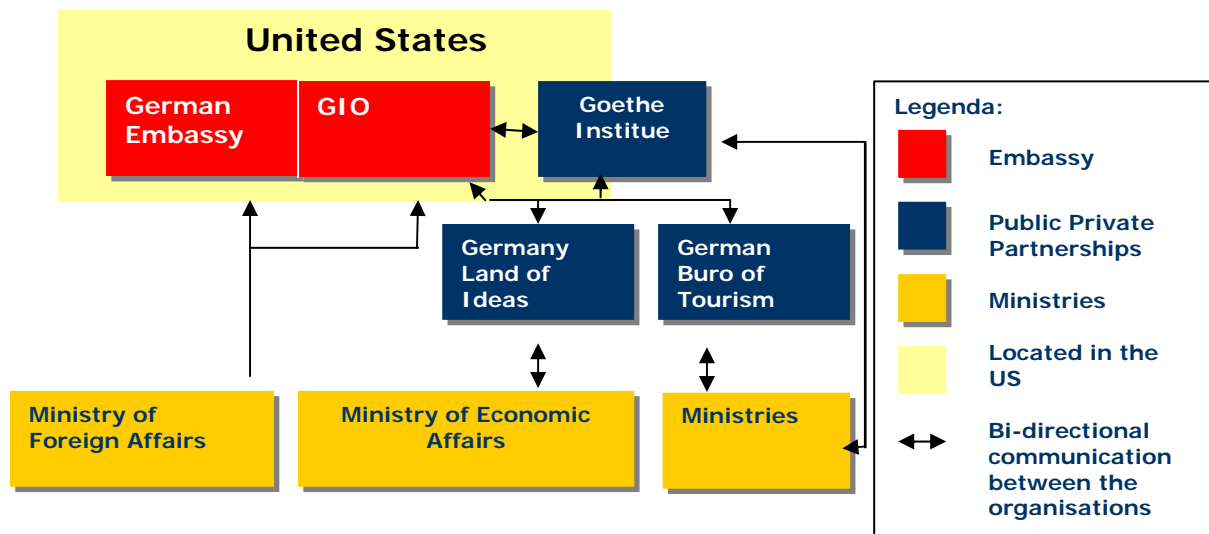 United States
German
Embassy
GIO
Goethe
Institue
Germany
Land of
Ideas
German
Buro of
Tourism
Ministry of
Foreign Affairs
Ministry of Economic
Affairs
Ministries
Legenda:
Embassy
Public Private
Partnerships
Ministries
Located in the
US
Bi-directional
communication
between the
organisations